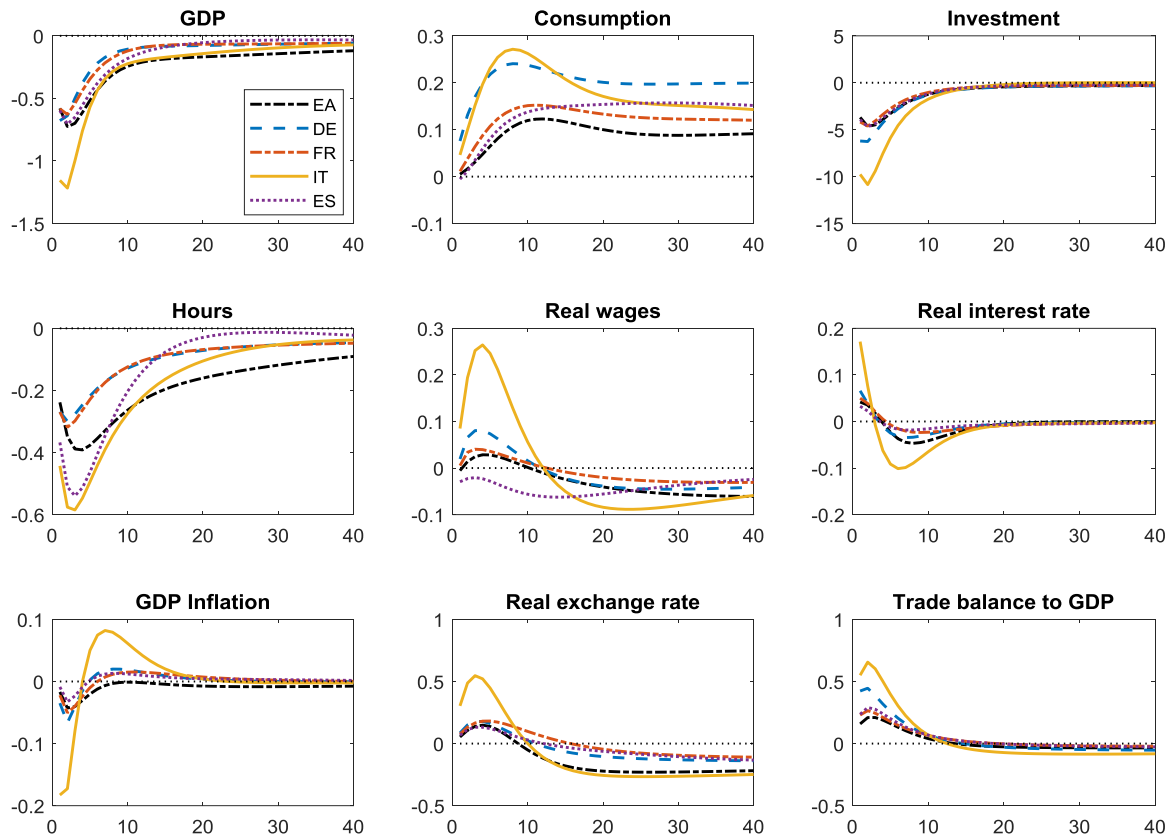 GDP
0
-0.5
-1
-1.5
0 10 20 30 40
EA
DE
FR
IT
ES
Consumption
0.3
0.2
0.1
0
-0.1
0 10 20 30 40
Investment
5
0
-5
-10
-15
0 10 20 30 40
Hours
0
-0.2
-0.4
-0.6
0 10 20 30 40
Real wages
0.3
0.2
0.1
0
-0.1
0 10 20 30 40
Real interest rate
0.2
0.1
0
-0.1
-0.2
0 10 20 30 40
GDP Inflation
0.1
0
-0.1
-0.2
0 10 20 30 40
Real exchange rate
1
0.5
0
-0.5
0 10 20 30 40
Trade balance to GDP
1
0.5
0
-0.5
0 10 20 30 40